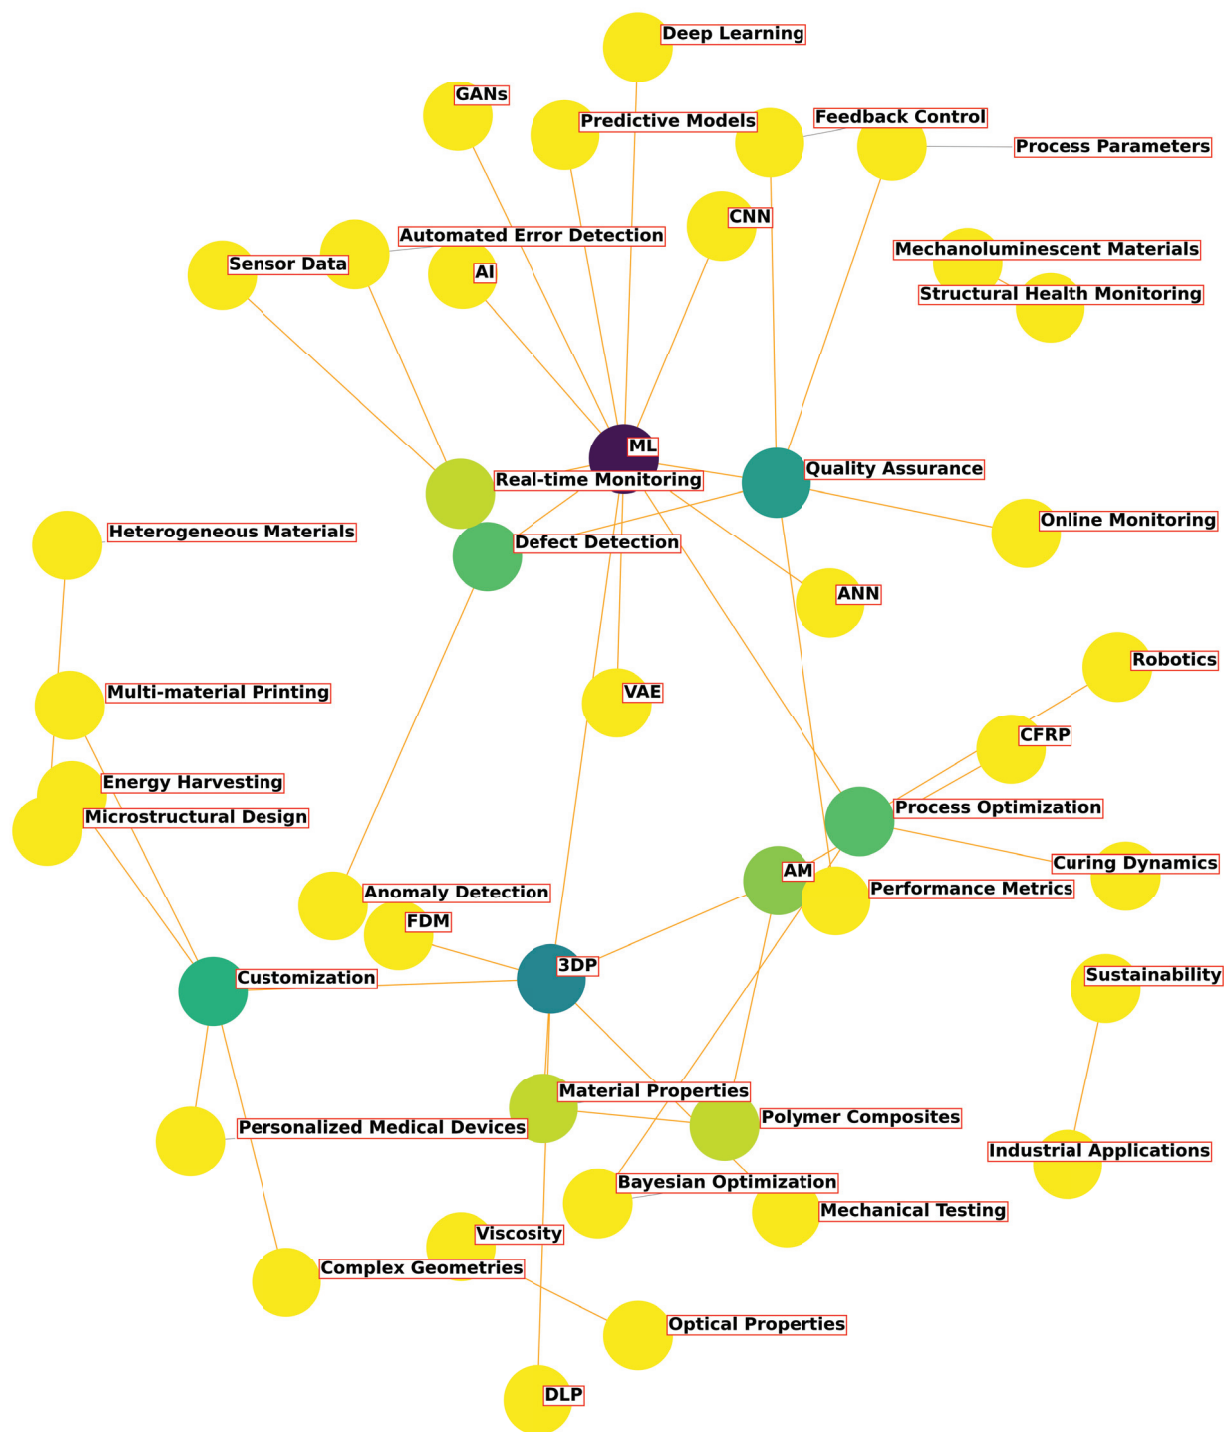 Deep Learning
GANs
Predictive Models
Feedback Control
Process Parameters
CNN
Automated Error Detection
Mechanoluminescent Materials
Sensor Data
AI
Structural Health Monitoring
ML
Quality Assurance
Real-time Monitoring
Online Monitoring
Heterogeneous Materials
Defect Detection
ANN
Robotics
Multi-material Printing
VAE
CFRP
Energy Harvesting
Process Optimization
Microstructural Design
Curing Dynamics
AM
Performance Metrics
Anomaly Detection
FDM
3DP
Sustainability
Customization
Material Properties
Polymer Composites
Personalized Medical Devices
Industrial Applications
Bayesian Optimization
Mechanical Testing
Viscosity
Complex Geometries
Optical Properties
DLP